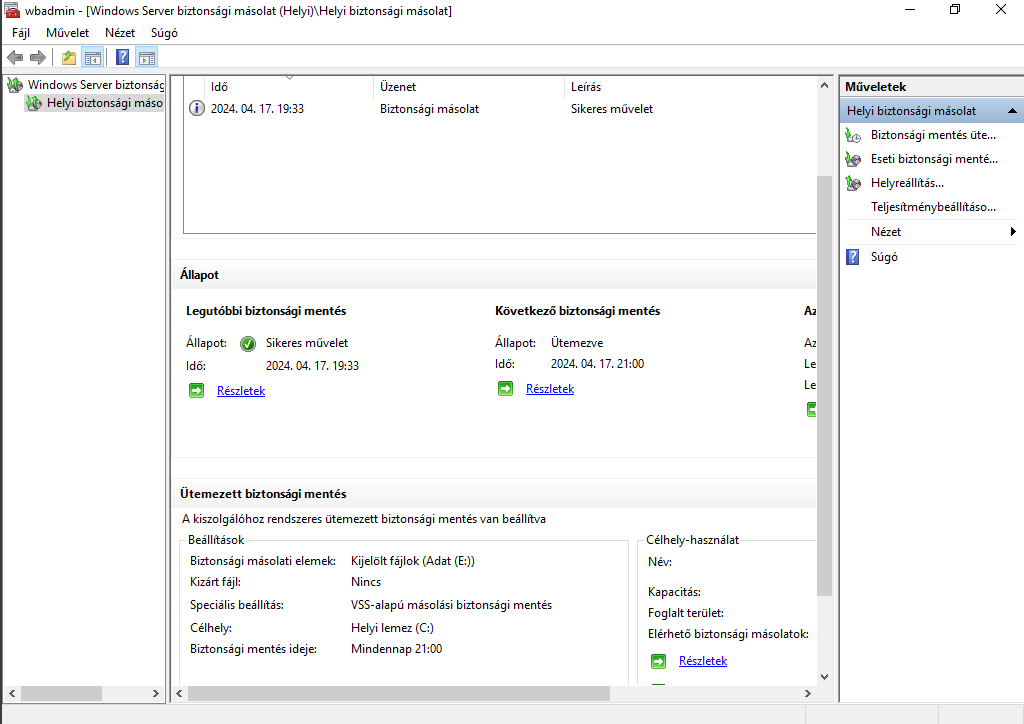 wbadmin - [Windows Server biztonsági másolat (Helyi)\Helyi biztonsági másolat]
Fájl Művelet Nézet Súgó
Windows Server biztonság
Helyi biztonsági máso
Idő Üzenet Leírás
2024. 04. 17. 19:33 Biztonsági másolat Sikeres művelet
Állapot
Legutóbbi biztonsági mentés
Állapot: Sikeres művelet
Idő: 2024. 04. 17. 19:33
Részletek
Következő biztonsági mentés
Állapot: Ütemezve
Idő: 2024. 04. 17. 21:00
Részletek
Az
Az
Le
Le
Ütemezett biztonsági mentés
A kiszolgálóhoz rendszeres ütemezett biztonsági mentés van beállítva
Beállítások
Biztonsági másolati elemek: Kijelölt fájlok (Adat (E:))
Kizárt fájl: Nincs
Speciális beállítás: VSS-alapú másolási biztonsági mentés
Célhely: Helyi lemez (C:)
Biztonsági mentés ideje: Mindennap 21:00
Célhely-használat
Név:
Kapacitás:
Foglalt terület:
Elérhető biztonsági másolatok:
Részletek
Műveletek
Helyi biztonsági másolat
Biztonsági mentés üte...
Eseti biztonsági menté...
Helyreállítás...
Teljesítménybeállításo...
Nézet
Súgó